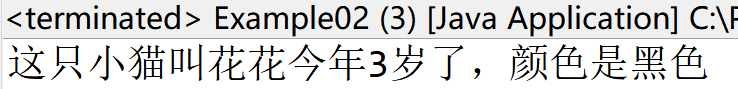 <terminated> Example02 (3) [Java Application] C:\P
这只小猫叫花花今年3岁了，颜色是黑色